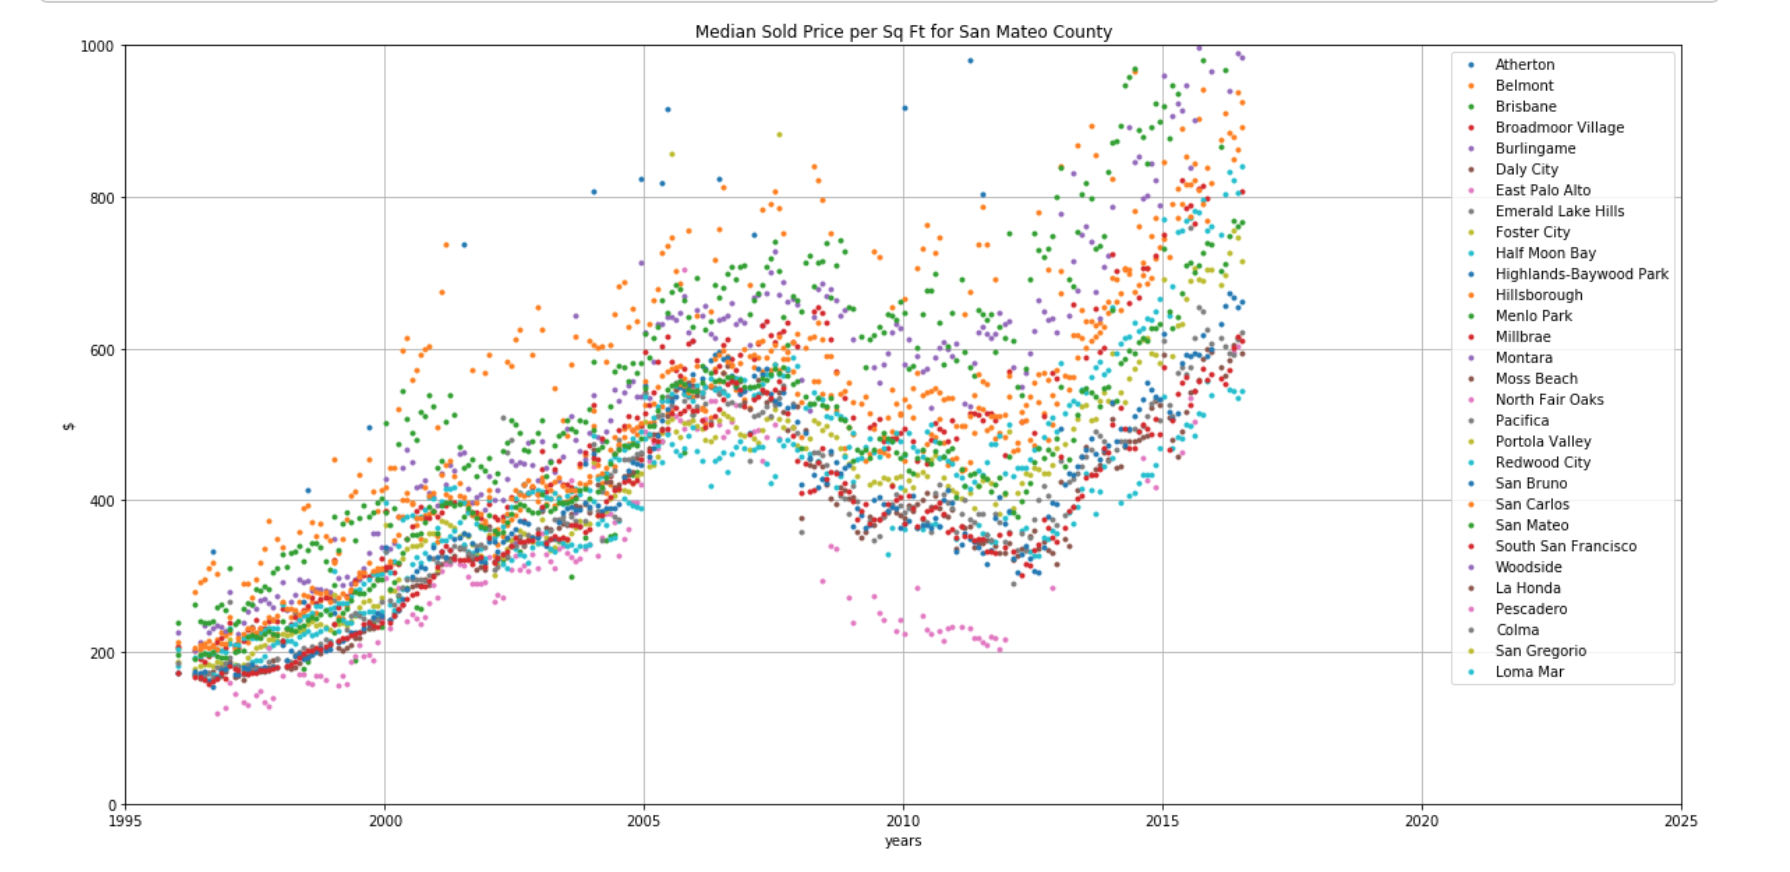 Median Sold Price per Sq Ft for San Mateo County
1000
800
600
400
200
0
$
1995
2000
2005
2010
2015
2020
2025
years
Atherton
Belmont
Brisbane
Broadmoor Village
Burlingame
Daly City
East Palo Alto
Emerald Lake Hills
Foster City
Half Moon Bay
Highlands-Baywood Park
Hillsborough
Menlo Park
Millbrae
Montara
Moss Beach
North Fair Oaks
Pacifica
Portola Valley
Redwood City
San Bruno
San Carlos
San Mateo
South San Francisco
Woodside
La Honda
Pescadero
Colma
San Gregorio
Loma Mar